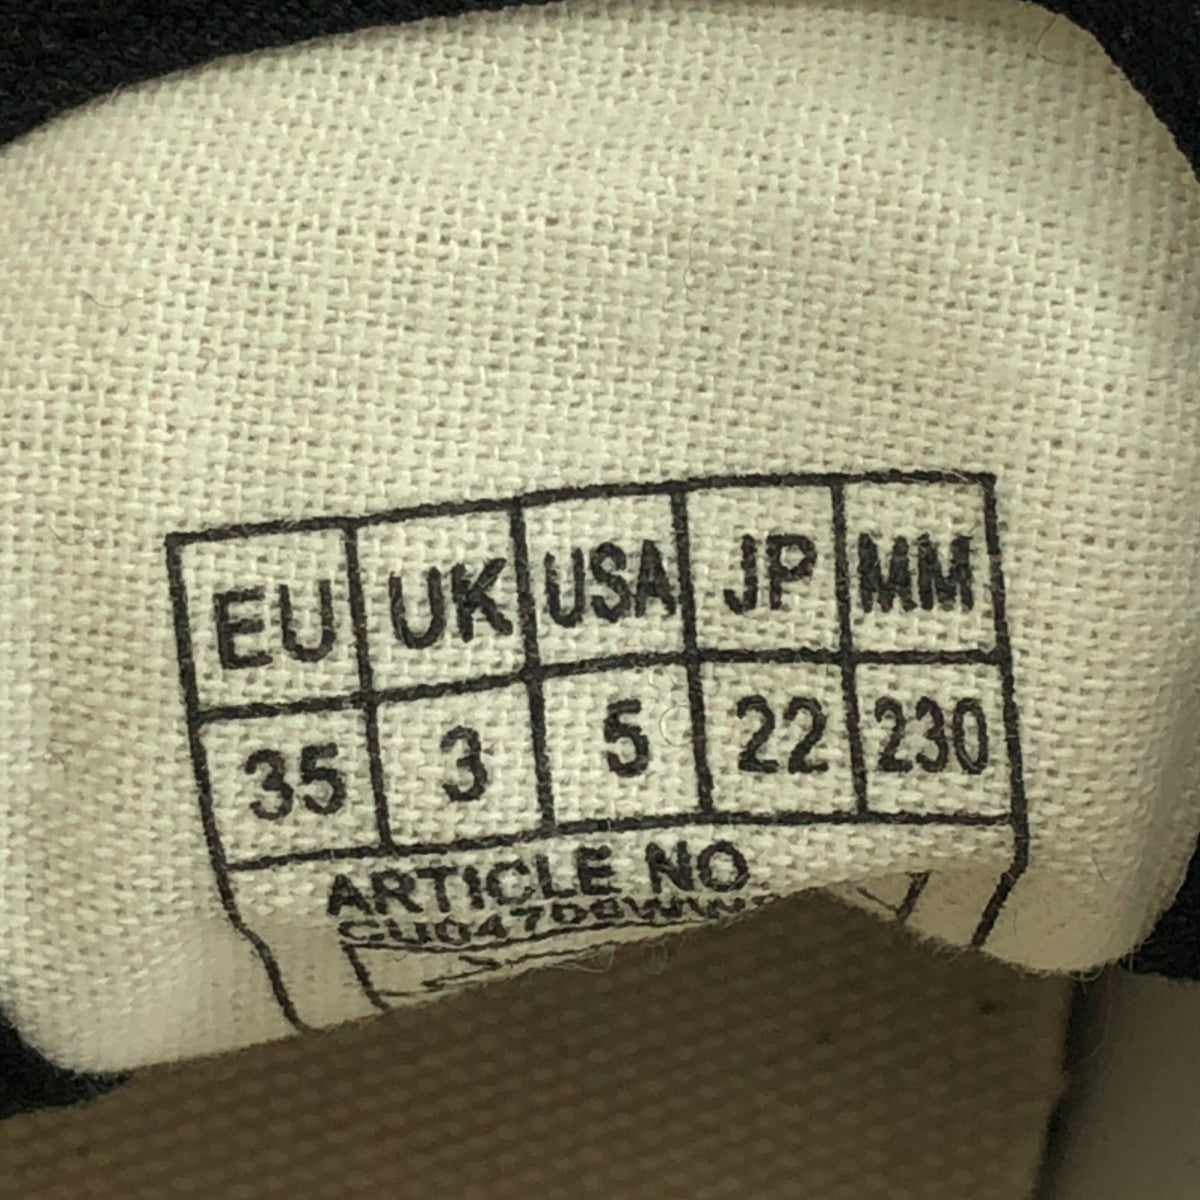 EU UK USA JP MM
35 3 5 22 230
ARTICLE NO